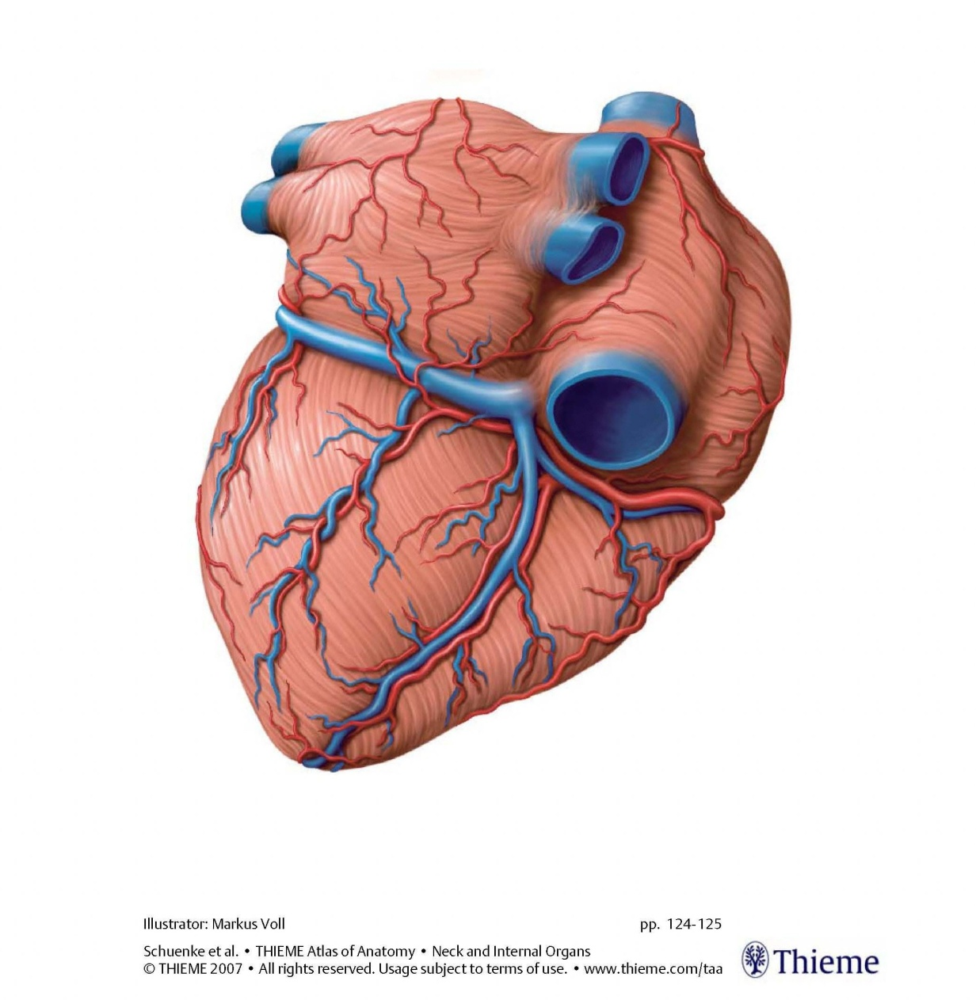 Illustrator: Markus Voll pp. 124-125
Schuenke et al. • THIEME Atlas of Anatomy • Neck and Internal Organs
© THIEME 2007 • All rights reserved. Usage subject to terms of use. • www.thieme.com/taa
Thieme